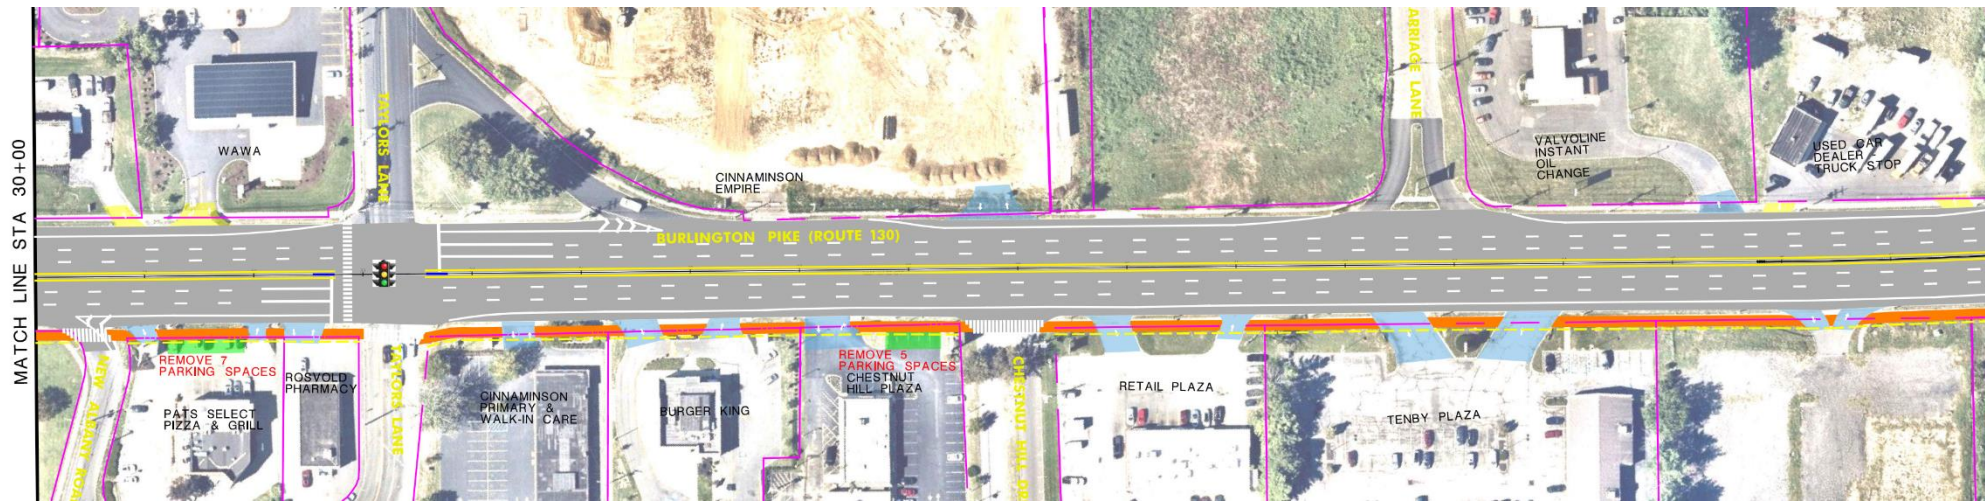 MATCH LINE STA 30+00
WAWA
TAYLORS LANE
CINNAMINSON
EMPIRE
ARRIAGE LANE
VALVOLINE
INSTANT
OIL
CHANGE
USED CAR
DEALER
TRUCK STOP
BURLINGTON PIKE (ROUTE 130)
NEW ALBANY ROA
REMOVE 7
PARKING SPACES
PATS SELECT
PIZZA & GRILL
ROSVOLD
PHARMACY
TAYLORS LANE
CINNAMINSON
PRIMARY &
WALK-IN CARE
BURGER KING
REMOVE 5
PARKING SPACES
CHESTNUT
HILL PLAZA
CHESTNUT HILL DR
RETAIL PLAZA
TENBY PLAZA